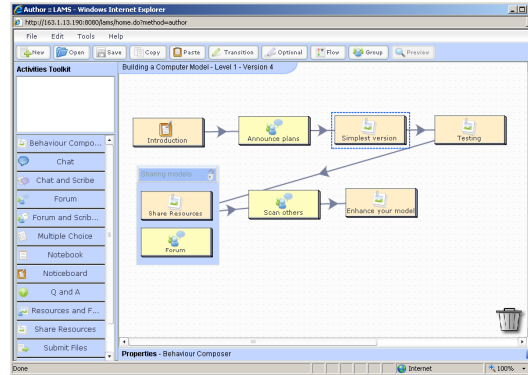 Author :: LAMS - Windows Internet Explorer
http://163.1.13.190:8080/lams/home.do?method=author
File Edit Tools Help
New Open Save Copy Paste Transition Optional Flow Group Preview
Activities Toolkit
Building a Computer Model - Level 1 - Version 4
Introduction
Announce plans
Simplest version
Testing
Behaviour Compo...
Chat
Chat and Scribe
Forum
Forum and Scrib...
Multiple Choice
Notebook
Noticeboard
Q and A
Resources and F...
Share Resources
Submit Files
Sharing models
Share Resources
Forum
Scan others
Enhance your model
Properties - Behaviour Composer
Done
Internet
100%